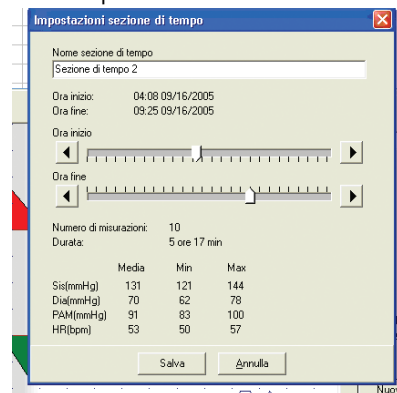 Impostazioni sezione di tempo
Nome sezione di tempo
Sezione di tempo 2
Ora inizio: 04:08 09/16/2005
Ora fine: 09:25 09/16/2005
Ora inizio
Ora fine
Numero di misurazioni: 10
Durata: 5 ore 17 min
Media Min Max
Sis(mmHg) 131 121 144
Dia(mmHg) 70 62 78
PAM(mmHg) 91 83 100
HR(bpm) 53 50 57
Salva Annulla